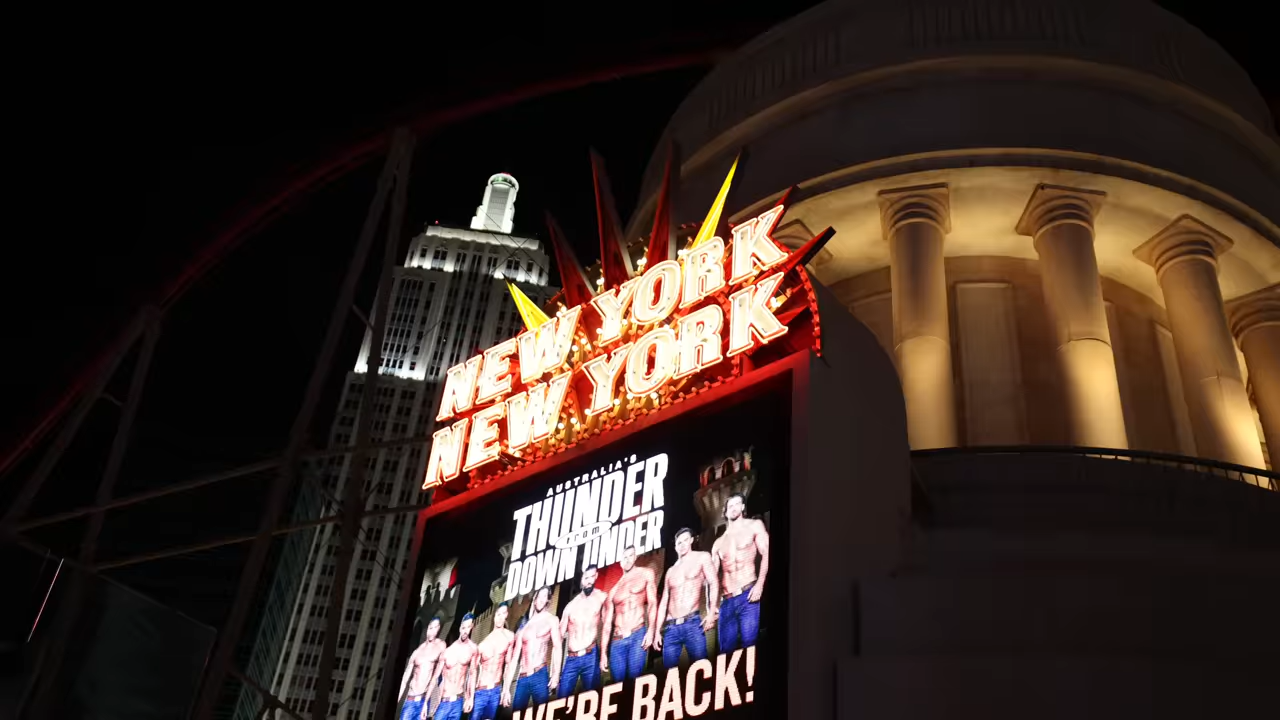 NEW YORK
NEW YORK
AUSTRALIA'S
THUNDER
FROM
DOWN UNDER
WE'RE BACK!